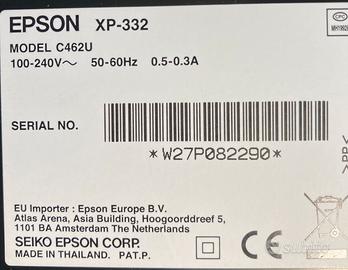 EPSON XP-332
MODEL C462U
100-240V～ 50-60Hz 0.5-0.3A
SERIAL NO.
*W27P082290*
EU Importer : Epson Europe B.V.
Atlas Arena, Asia Building, Hoogoorddreef 5,
1101 BA Amsterdam The Netherlands
SEIKO EPSON CORP.
MADE IN THAILAND. PAT.P.
CE